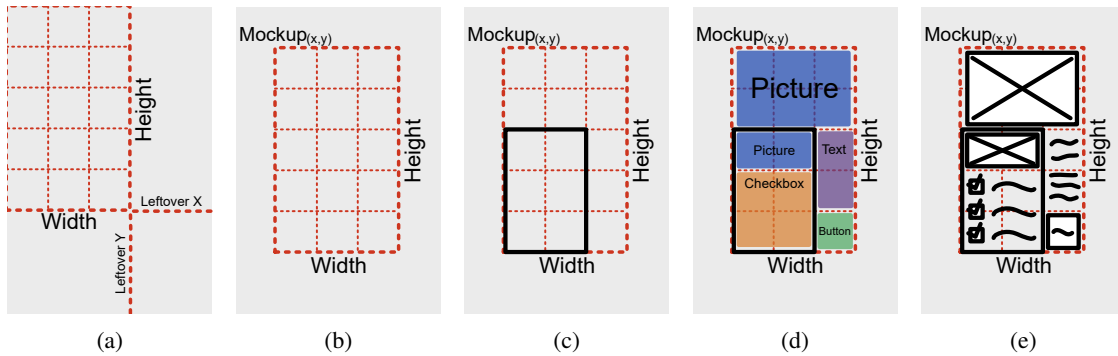 Height
Leftover X
Width
Leftover Y
(a)
Mockup(x,y)
Height
Width
(b)
Mockup(x,y)
Height
Width
(c)
Mockup(x,y)
Picture
Picture
Text
Checkbox
Button
Height
Width
(d)
Mockup(x,y)
Height
Width
(e)